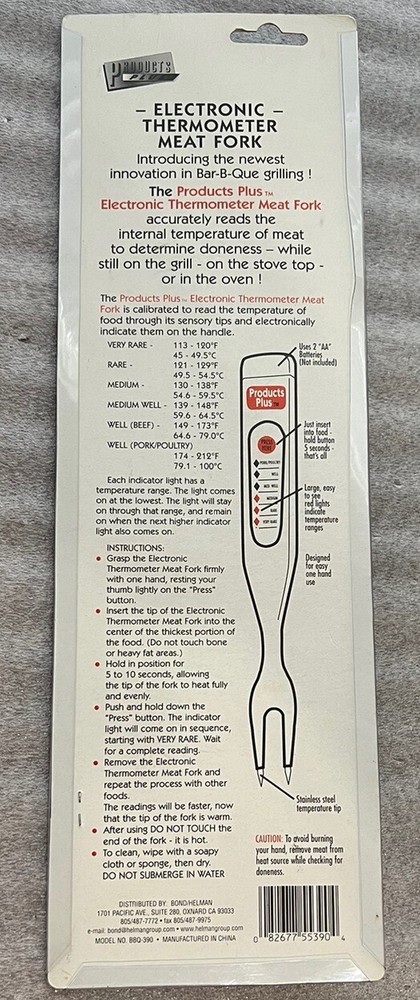 PRODUCTS
PLUS
– ELECTRONIC –
THERMOMETER
MEAT FORK
Introducing the newest
innovation in Bar-B-Que grilling !
The Products Plus™
Electronic Thermometer Meat Fork
accurately reads the
internal temperature of meat
to determine doneness – while
still on the grill - on the stove top -
or in the oven !
The Products Plus™ Electronic Thermometer Meat
Fork is calibrated to read the temperature of
food through its sensory tips and electronically
indicate them on the handle.
VERY RARE - 113 - 120°F
45 - 49.5°C
RARE - 121 - 129°F
49.5 - 54.5°C
MEDIUM - 130 - 138°F
54.6 - 59.5°C
MEDIUM WELL - 139 - 148°F
59.6 - 64.5°C
WELL (BEEF) - 149 - 173°F
64.6 - 79.0°C
WELL (PORK/POULTRY)
174 - 212°F
79.1 - 100°C
Each indicator light has a
temperature range. The light comes
on at the lowest. The light will stay
on through that range, and remain
on when the next higher indicator
light also comes on.
INSTRUCTIONS:
• Grasp the Electronic
Thermometer Meat Fork firmly
with one hand, resting your
thumb lightly on the "Press"
button.
• Insert the tip of the Electronic
Thermometer Meat Fork into the
center of the thickest portion of
the food. (Do not touch bone
or heavy fat areas.)
• Hold in position for
5 to 10 seconds, allowing
the tip of the fork to heat fully
and evenly.
• Push and hold down the
"Press" button. The indicator
light will come on in sequence,
starting with VERY RARE. Wait
for a complete reading.
• Remove the Electronic
Thermometer Meat Fork and
repeat the process with other
foods.
The readings will be faster, now
that the tip of the fork is warm.
• After using DO NOT TOUCH the
end of the fork - it is hot.
• To clean, wipe with a soapy
cloth or sponge, then dry.
DO NOT SUBMERGE IN WATER
DISTRIBUTED BY: BOND/HELMAN
1701 PACIFIC AVE., SUITE 280, OXNARD CA 93033
805/487-7772 • fax 805/487-9975
e-mail: bond@helmangroup.com • www.helmangroup.com
MODEL NO. BBQ-390 • MANUFACTURED IN CHINA
Uses 2 "AA"
Batteries
(Not included)
Products
Plus™
PRESS
HERE
PORK/POULTRY
WELL
MED. WELL
MEDIUM
RARE
VERY RARE
Just insert
into food -
hold button
5 seconds -
that's all
Large, easy
to see
red lights
indicate
temperature
ranges
Designed
for easy
one hand
use
Stainless steel
temperature tip
CAUTION: To avoid burning
your hand, remove meat from
heat source while checking for
doneness.
0 82677 55390 4